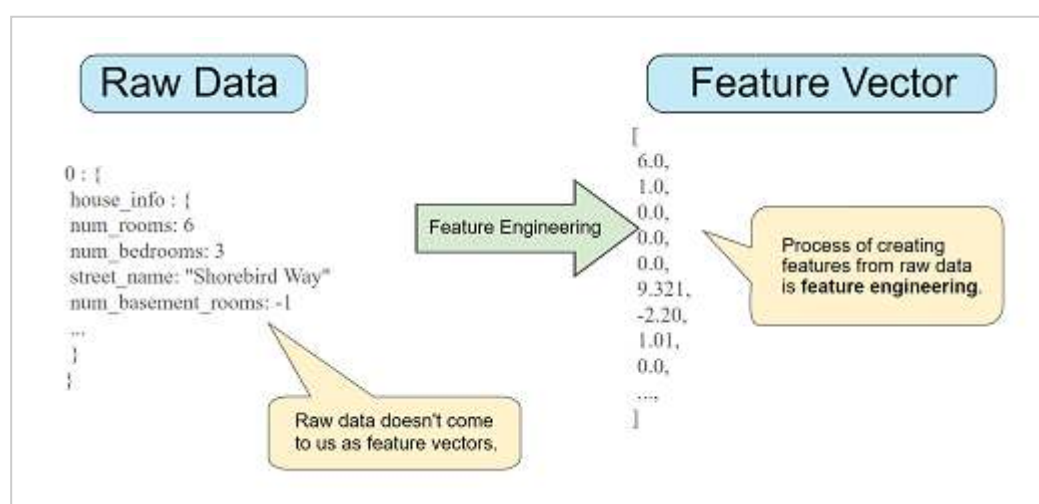 Raw Data
0 : {
house_info : {
num_rooms: 6
num_bedrooms: 3
street_name: "Shorebird Way"
num_basement_rooms: -1
...
}
}
Raw data doesn't come
to us as feature vectors.
Feature Engineering
Feature Vector
[
6.0,
1.0,
0.0,
0.0,
0.0,
9.321,
-2.20,
1.01,
0.0,
...,
]
Process of creating
features from raw data
is feature engineering.